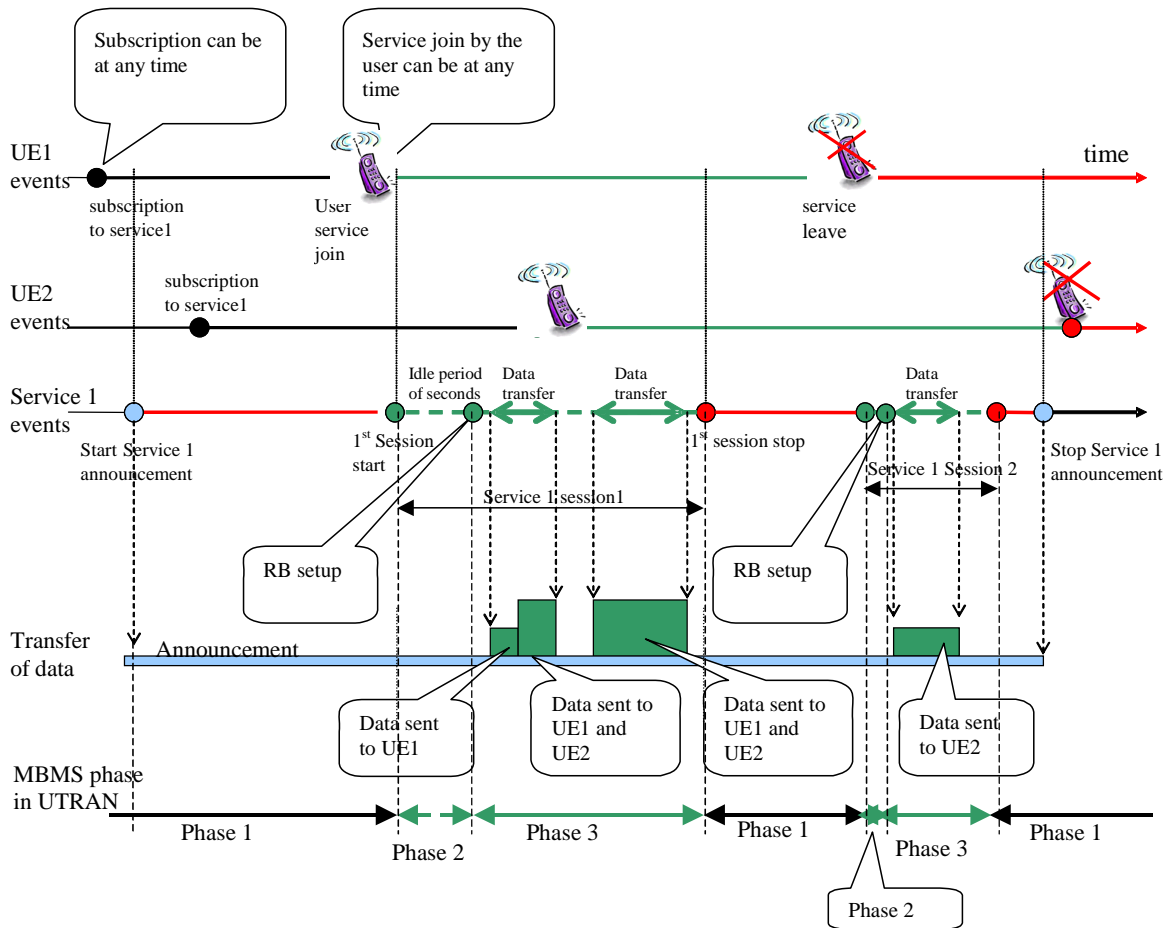 Subscription can be
at any time
Service join by the
user can be at any
time
UE1
events
time
subscription
to service1
User
service
join
service
leave
UE2
events
subscription
to service1
Service 1
events
Idle period
of seconds
Data
transfer
Data
transfer
Data
transfer
Start Service 1
announcement
1st Session
start
1st session stop
Stop Service 1
announcement
Service 1 session1
Service 1 Session 2
RB setup
RB setup
Transfer
of data
Announcement
Data sent
to UE1
Data sent to
UE1 and
UE2
Data sent to
UE1 and
UE2
Data sent
to UE2
MBMS phase
in UTRAN
Phase 1
Phase 2
Phase 3
Phase 1
Phase 3
Phase 1
Phase 2